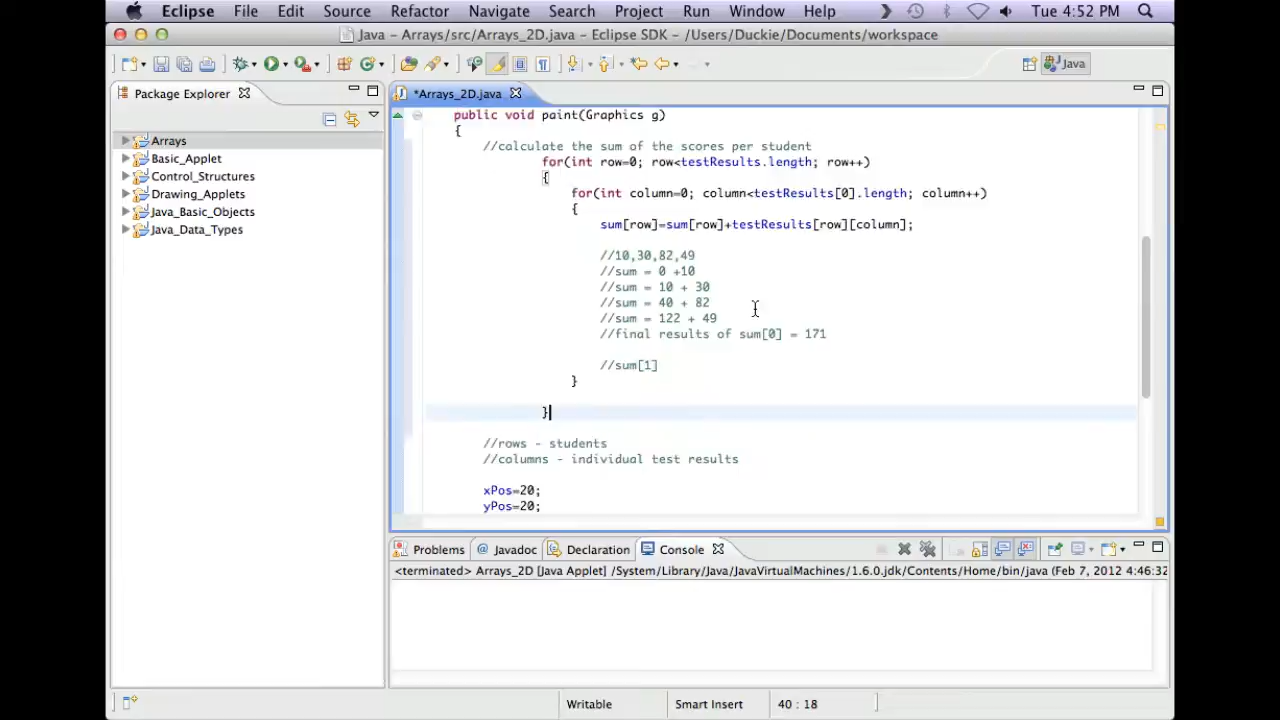 Eclipse File Edit Source Refactor Navigate Search Project Run Window Help Tue 4:52 PM
Java – Arrays/src/Arrays_2D.java – Eclipse SDK – /Users/Duckie/Documents/workspace
Java
Package Explorer
Arrays
Basic_Applet
Control_Structures
Drawing_Applets
Java_Basic_Objects
Java_Data_Types
*Arrays_2D.java
public void paint(Graphics g)
{
//calculate the sum of the scores per student
for(int row=0; row<testResults.length; row++)
{
for(int column=0; column<testResults[0].length; column++)
{
sum[row]=sum[row]+testResults[row][column];
//10,30,82,49
//sum = 0 +10
//sum = 10 + 30
//sum = 40 + 82
//sum = 122 + 49
//final results of sum[0] = 171
//sum[1]
}
}
//rows - students
//columns - individual test results
xPos=20;
yPos=20;
Problems @ Javadoc Declaration Console
<terminated> Arrays_2D [Java Applet] /System/Library/Java/JavaVirtualMachines/1.6.0.jdk/Contents/Home/bin/java (Feb 7, 2012 4:46:32
Writable Smart Insert 40 : 18